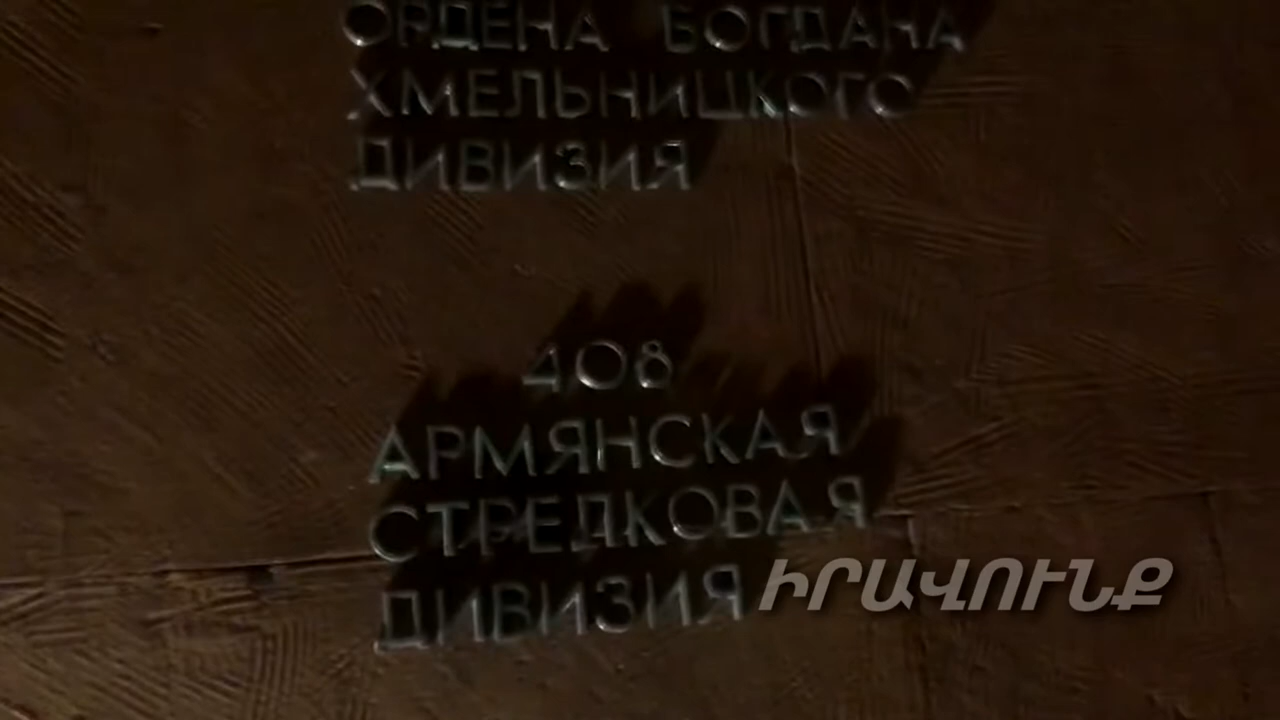 ОРДЕНА БОГДАНА
ХМЕЛЬНИЦКОГО
ДИВИЗИЯ
408
АРМЯНСКАЯ
СТРЕЛКОВАЯ
ДИВИЗИЯ
ԻՐԱՎՈՒՆՔ